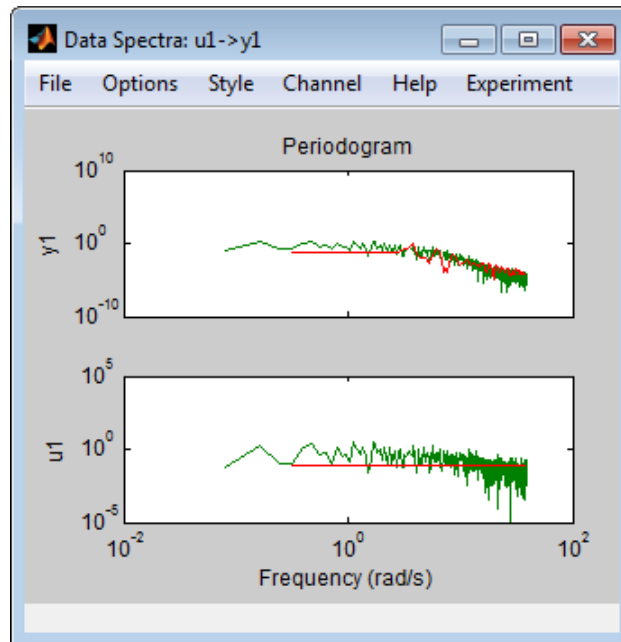 Data Spectra: u1->y1
File Options Style Channel Help Experiment
Periodogram
10^10
10^0
10^-10
y1
10^5
10^0
10^-5
u1
10^-2 10^0 10^2
Frequency (rad/s)